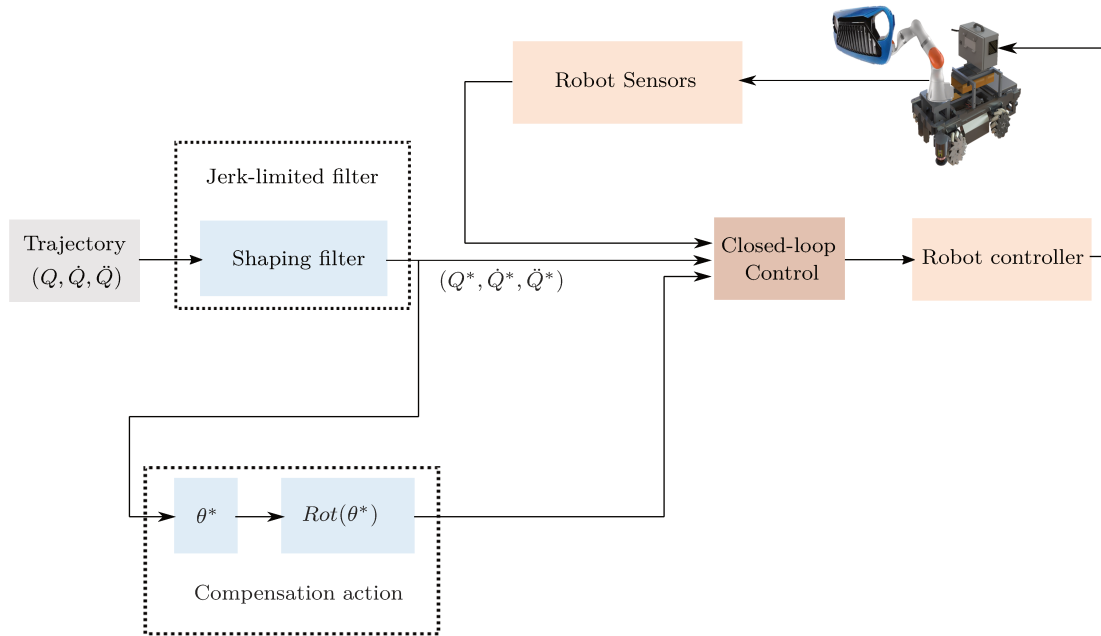 Robot Sensors
Jerk-limited filter
Trajectory
(Q, Q̇, Q̈)
Shaping filter
(Q*, Q̇*, Q̈*)
Closed-loop
Control
Robot controller
θ*
Rot(θ*)
Compensation action